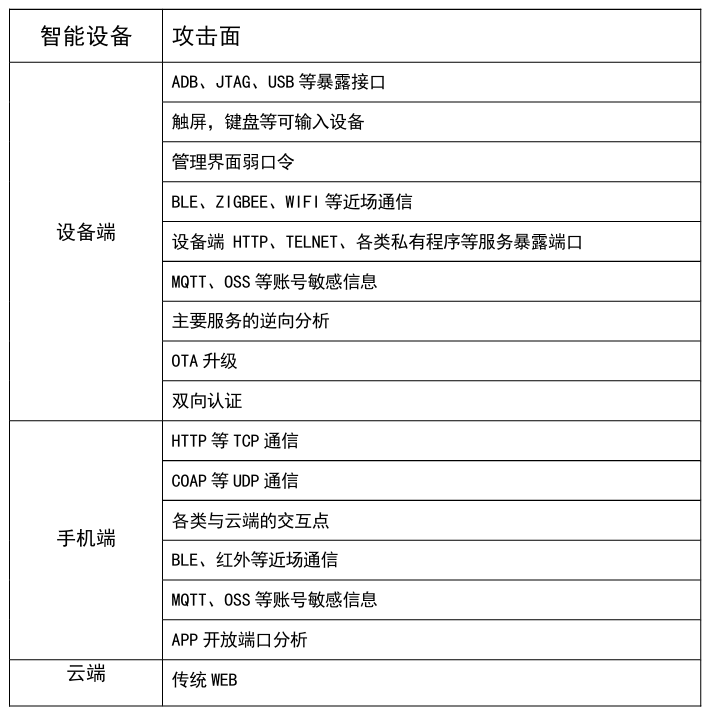 智能设备 攻击面
设备端
ADB、JTAG、USB 等暴露接口
触屏，键盘等可输入设备
管理界面弱口令
BLE、ZIGBEE、WIFI 等近场通信
设备端 HTTP、TELNET、各类私有程序等服务暴露端口
MQTT、OSS 等账号敏感信息
主要服务的逆向分析
OTA 升级
双向认证
手机端
HTTP 等 TCP 通信
COAP 等 UDP 通信
各类与云端的交互点
BLE、红外等近场通信
MQTT、OSS 等账号敏感信息
APP 开放端口分析
云端
传统 WEB